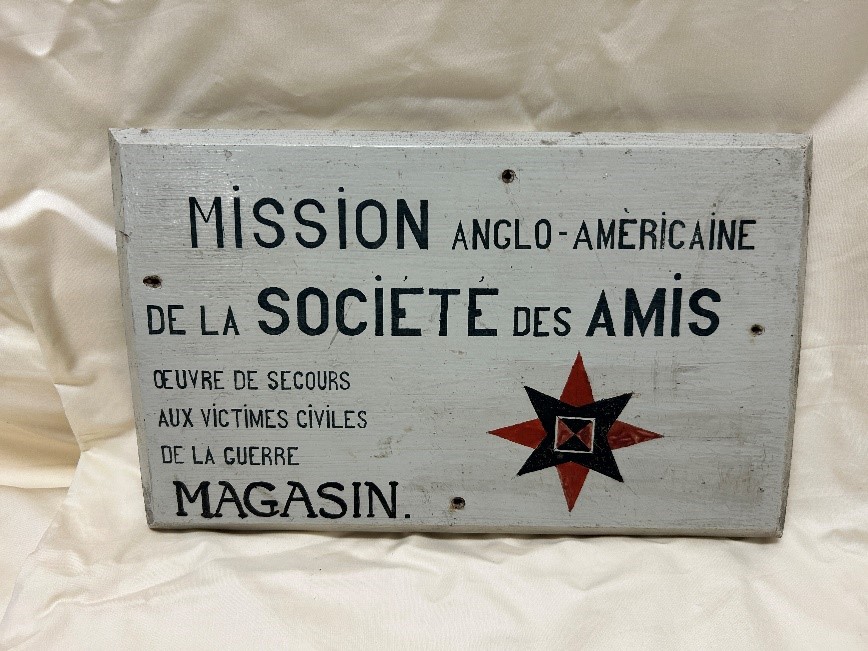 MiSSiON ANGLO-AMÈRiCAiNE
DE LA SOCiÉTÉ DES AMiS
ŒUVRE DE SECOURS
AUX VICTIMES CIVILES
DE LA GUERRE
MAGASIN.